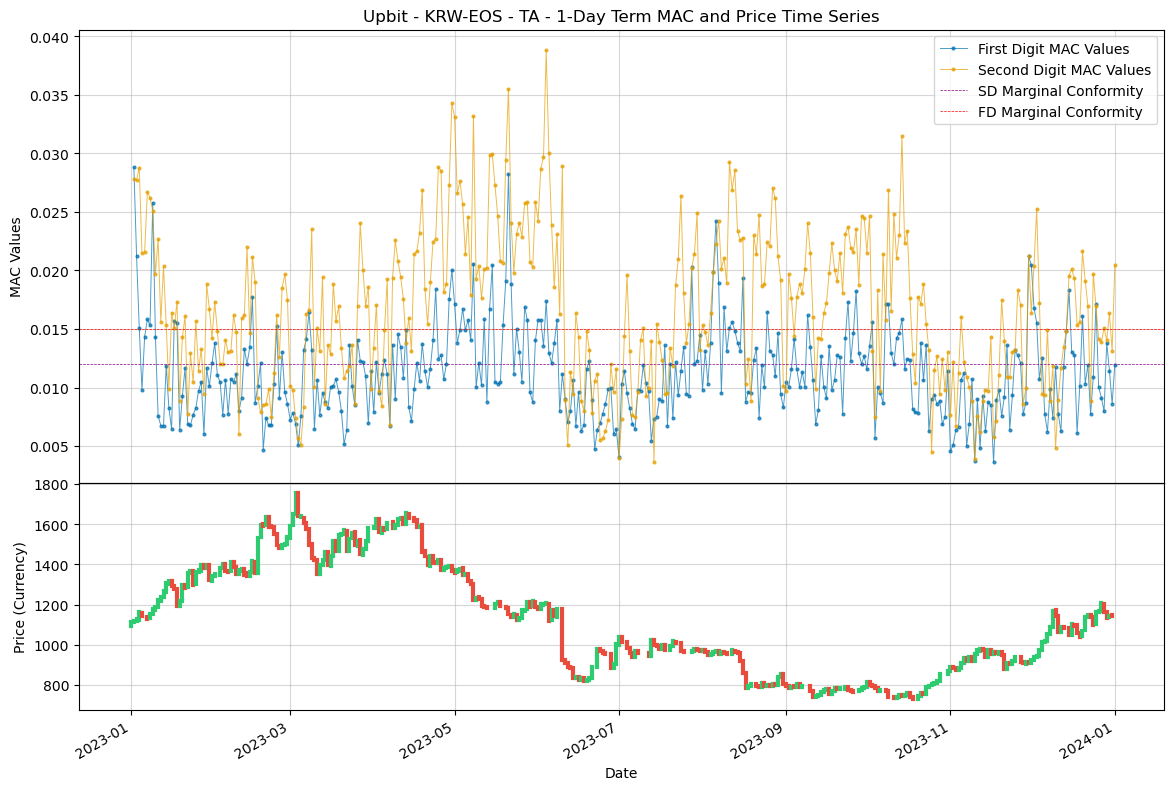 Upbit - KRW-EOS - TA - 1-Day Term MAC and Price Time Series
First Digit MAC Values
Second Digit MAC Values
SD Marginal Conformity
FD Marginal Conformity
MAC Values
0.040
0.035
0.030
0.025
0.020
0.015
0.010
0.005
Price (Currency)
1800
1600
1400
1200
1000
800
2023-01
2023-03
2023-05
2023-07
2023-09
2023-11
2024-01
Date